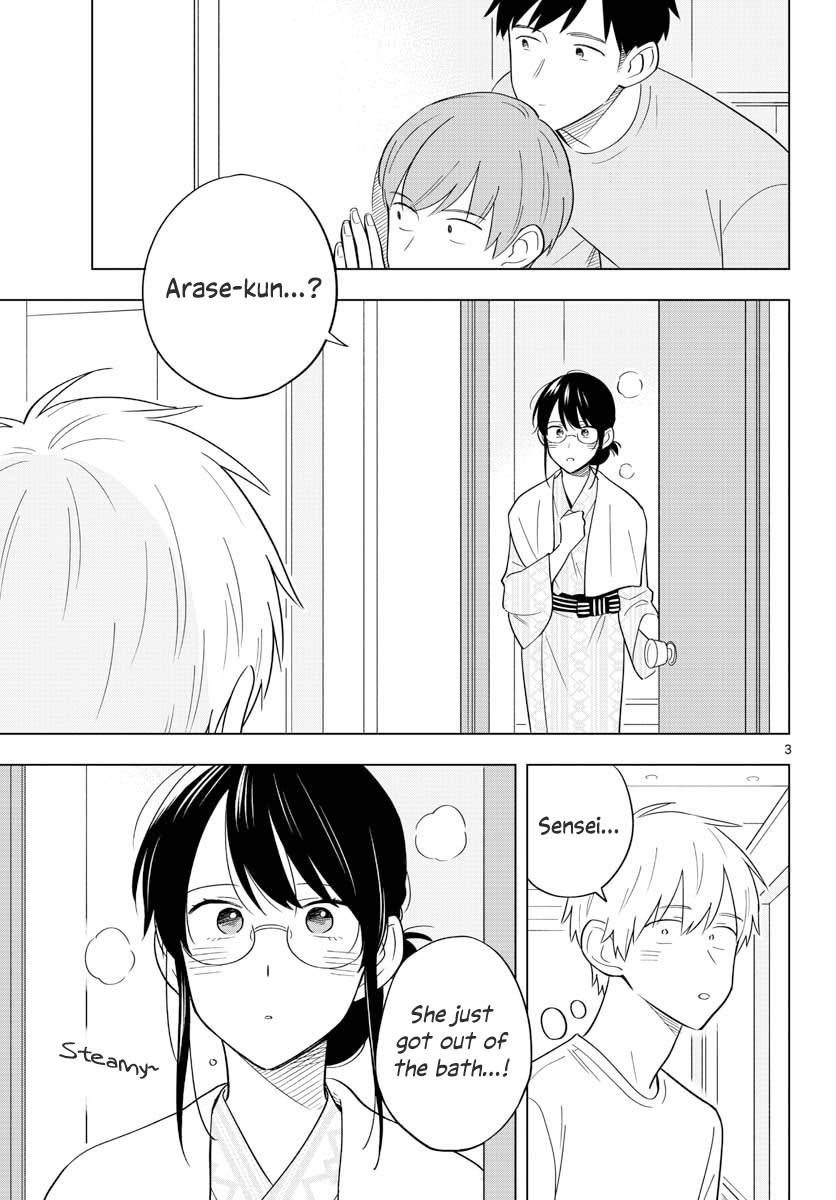 Arase-kun...?
3
Sensei...
She just
got out of
the bath...!
Steamy~